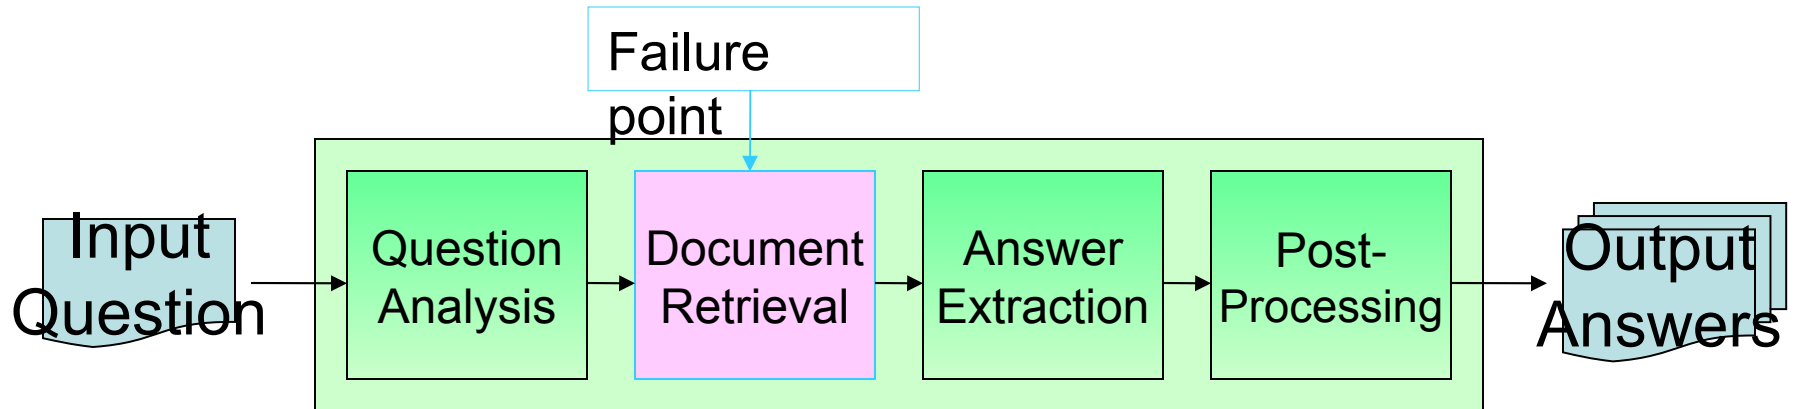 Failure
point
Input
Question
Question
Analysis
Document
Retrieval
Answer
Extraction
Post-
Processing
Output
Answers